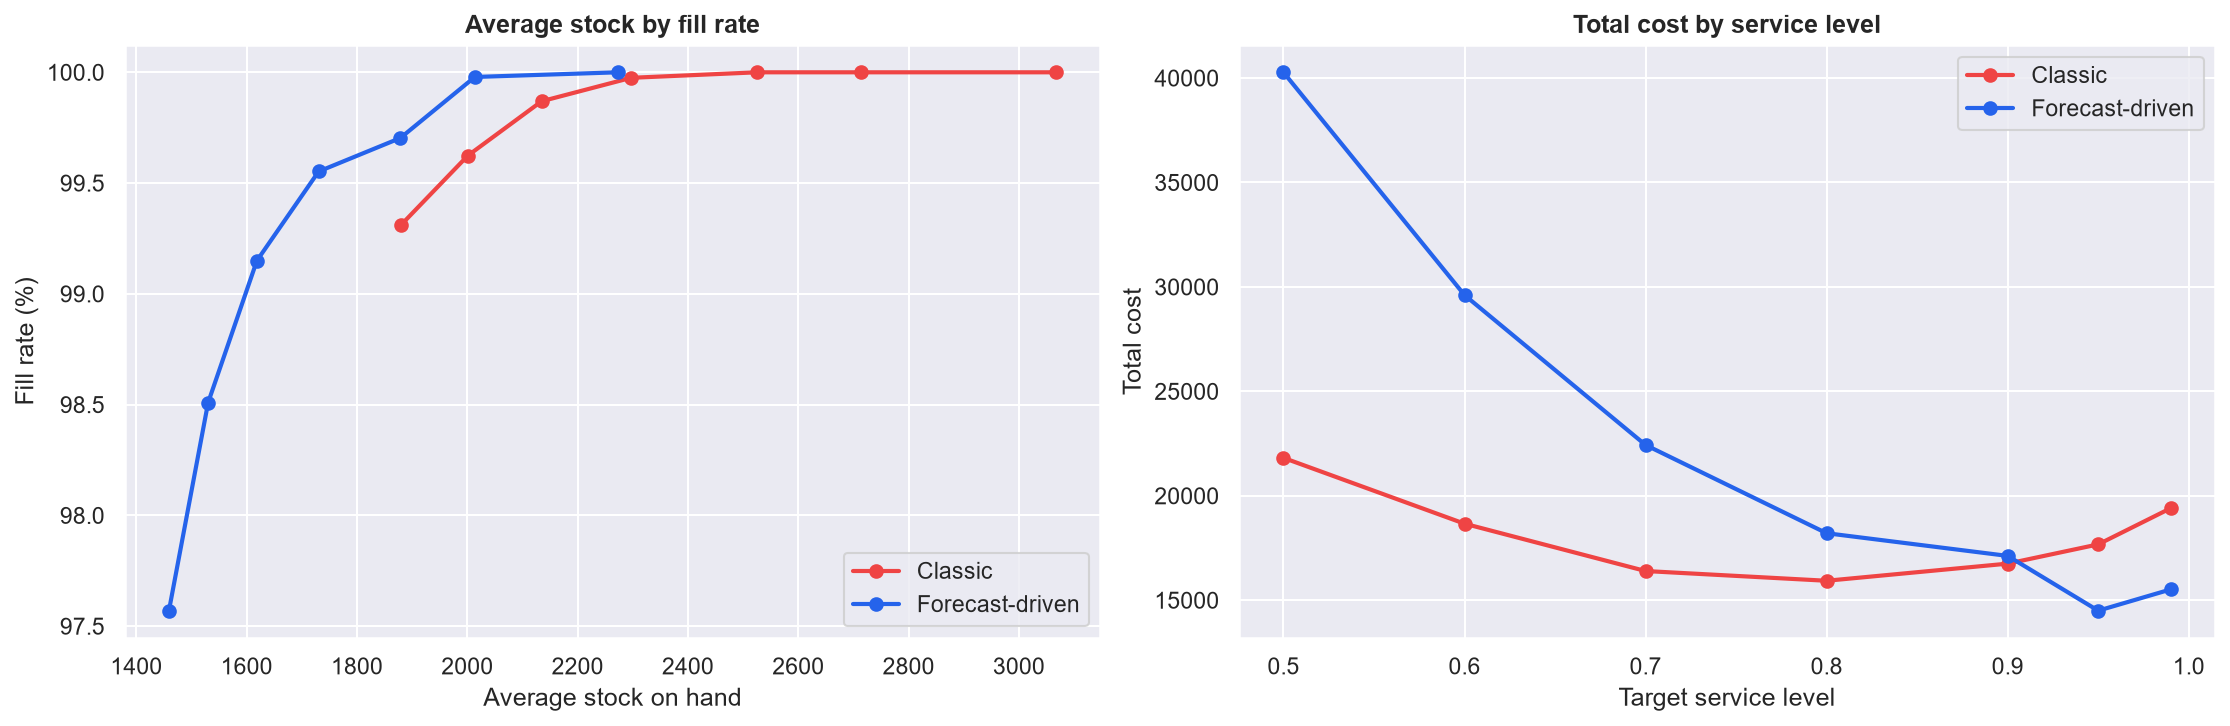 Average stock by fill rate
100.0
99.5
99.0
98.5
98.0
97.5
Fill rate (%)
1400 1600 1800 2000 2200 2400 2600 2800 3000
Average stock on hand
Classic
Forecast-driven
Total cost by service level
40000
35000
30000
25000
20000
15000
Total cost
0.5 0.6 0.7 0.8 0.9 1.0
Target service level
Classic
Forecast-driven